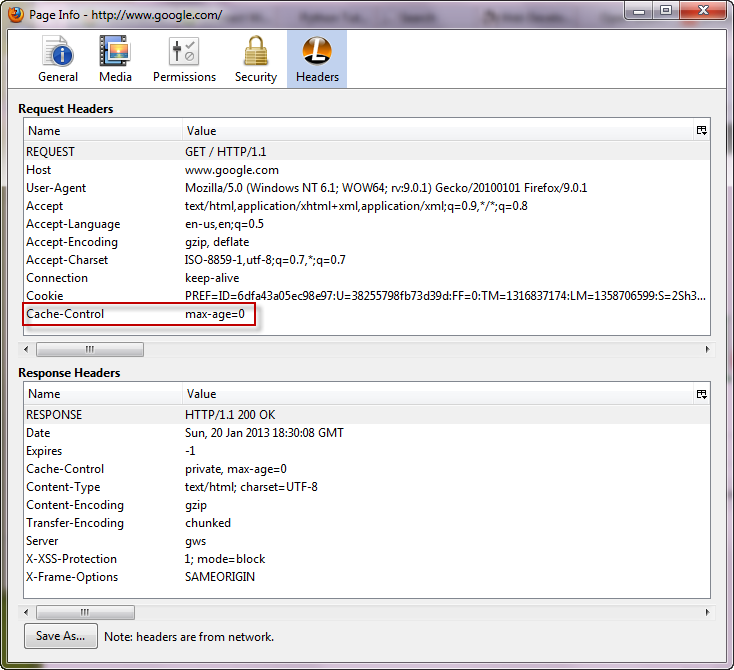 Page Info - http://www.google.com/
General Media Permissions Security Headers
Request Headers
Name Value
REQUEST GET / HTTP/1.1
Host www.google.com
User-Agent Mozilla/5.0 (Windows NT 6.1; WOW64; rv:9.0.1) Gecko/20100101 Firefox/9.0.1
Accept text/html,application/xhtml+xml,application/xml;q=0.9,*/*;q=0.8
Accept-Language en-us,en;q=0.5
Accept-Encoding gzip, deflate
Accept-Charset ISO-8859-1,utf-8;q=0.7,*;q=0.7
Connection keep-alive
Cookie PREF=ID=6dfa43a05ec98e97:U=38255798fb73d39d:FF=0:TM=1316837174:LM=1358706599:S=2Sh3...
Cache-Control max-age=0
Response Headers
Name Value
RESPONSE HTTP/1.1 200 OK
Date Sun, 20 Jan 2013 18:30:08 GMT
Expires -1
Cache-Control private, max-age=0
Content-Type text/html; charset=UTF-8
Content-Encoding gzip
Transfer-Encoding chunked
Server gws
X-XSS-Protection 1; mode=block
X-Frame-Options SAMEORIGIN
Save As... Note: headers are from network.